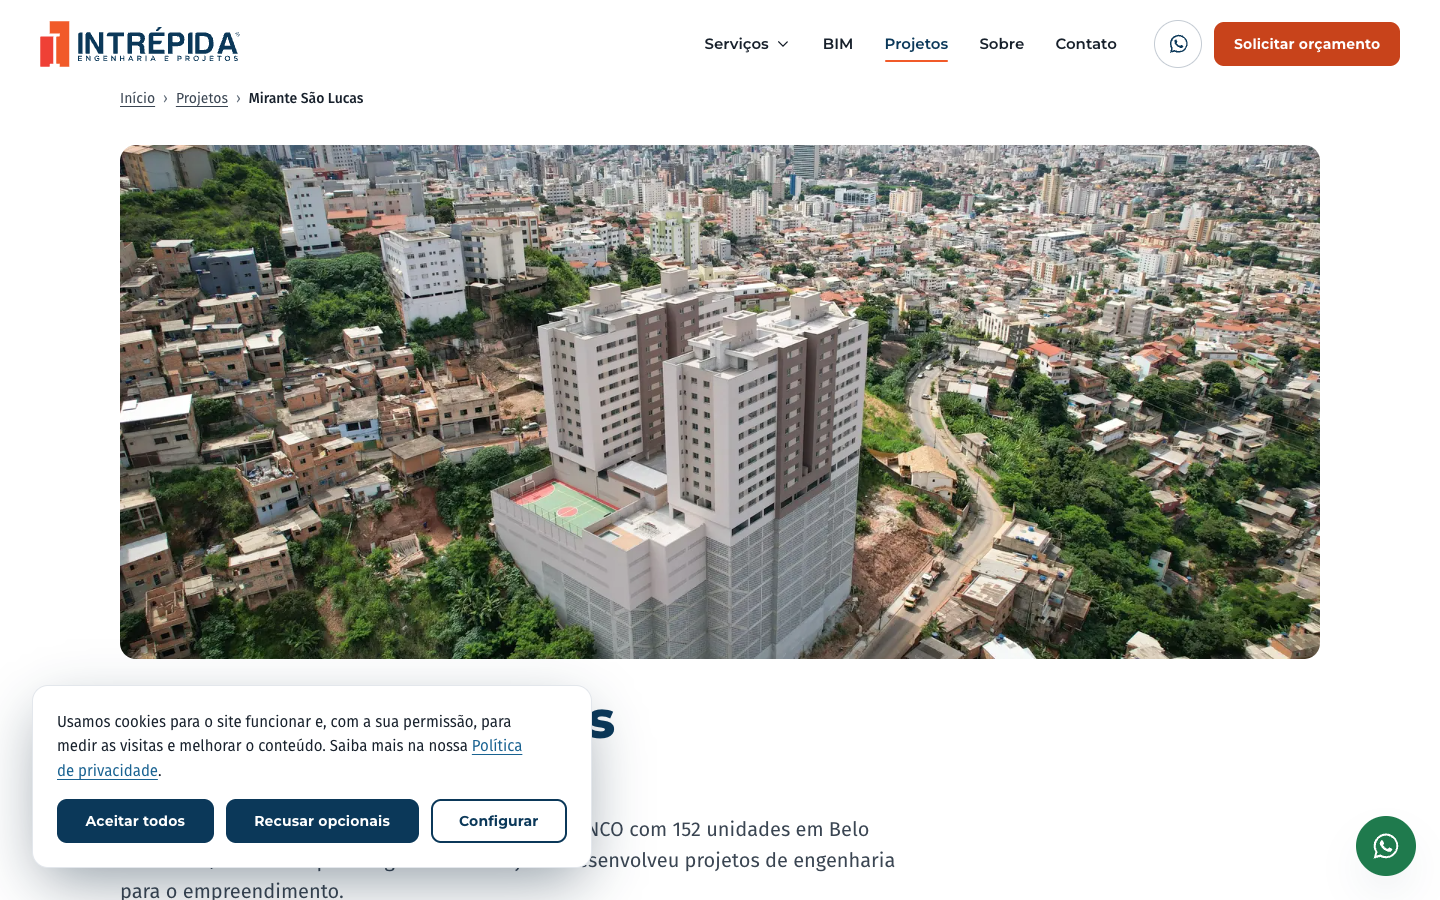 INTRÉPIDA
ENGENHARIA E PROJETOS
Serviços
BIM
Projetos
Sobre
Contato
Solicitar orçamento
Início › Projetos › Mirante São Lucas
s
Usamos cookies para o site funcionar e, com a sua permissão, para
medir as visitas e melhorar o conteúdo. Saiba mais na nossa Política
de privacidade.
Aceitar todos
Recusar opcionais
Configurar
com 152 unidades em Belo
projetos de engenharia
para o empreendimento.